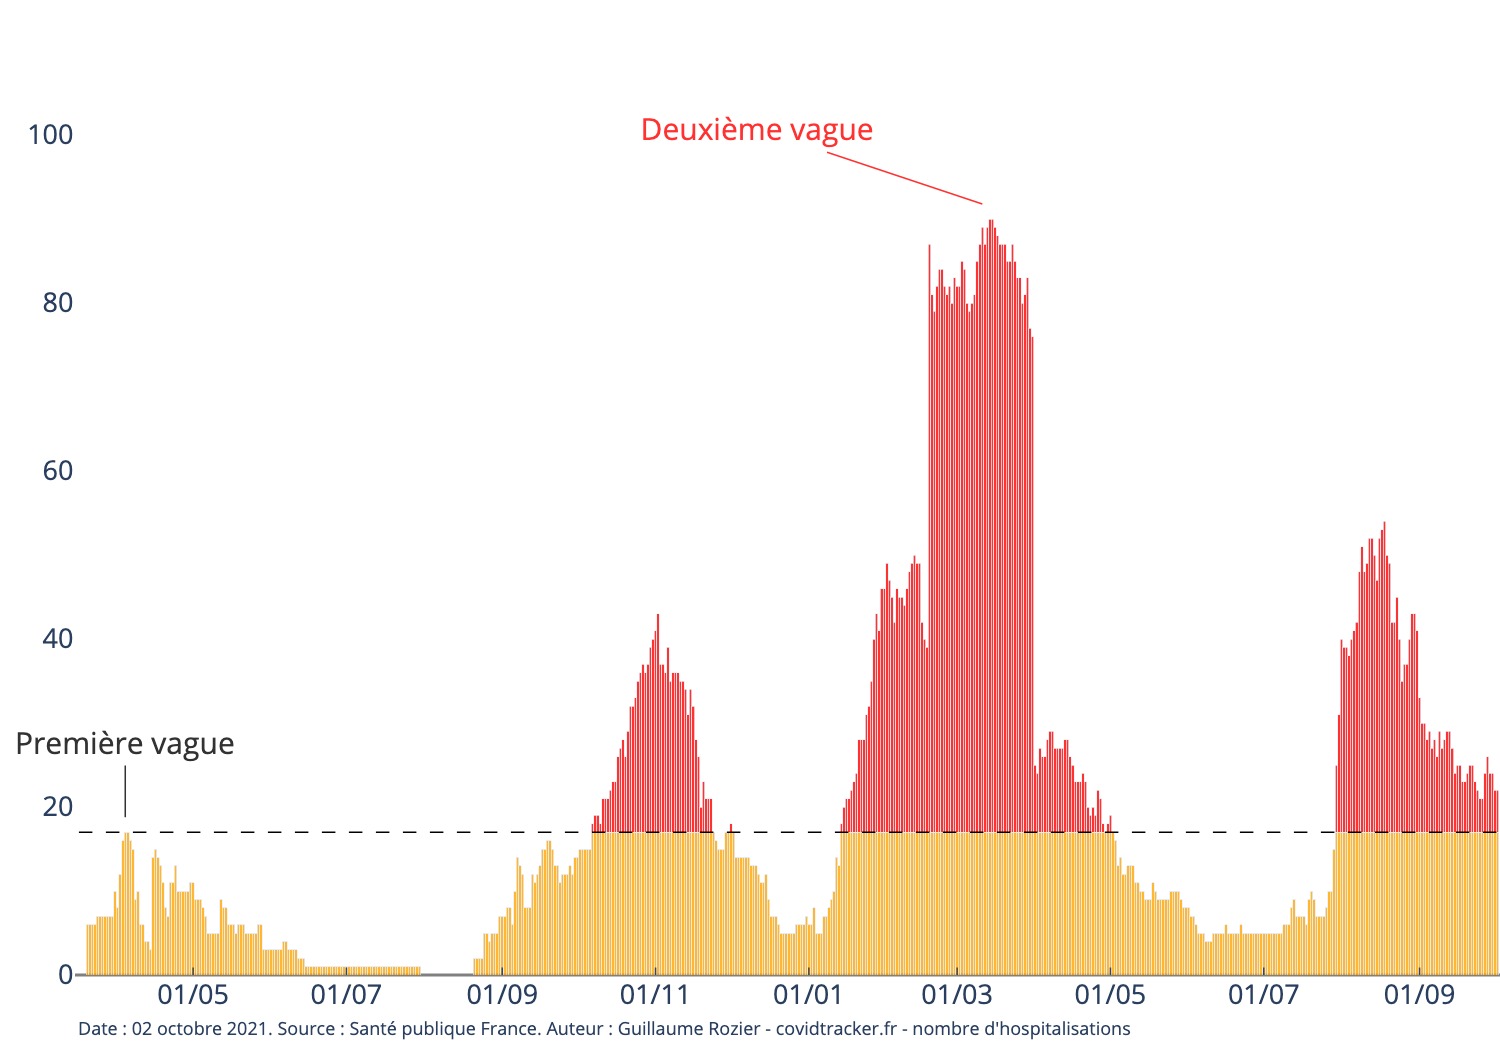 Deuxième vague
100
80
60
40
Première vague
20
0
01/05 01/07 01/09 01/11 01/01 01/03 01/05 01/07 01/09
Date : 02 octobre 2021. Source : Santé publique France. Auteur : Guillaume Rozier - covidtracker.fr - nombre d'hospitalisations